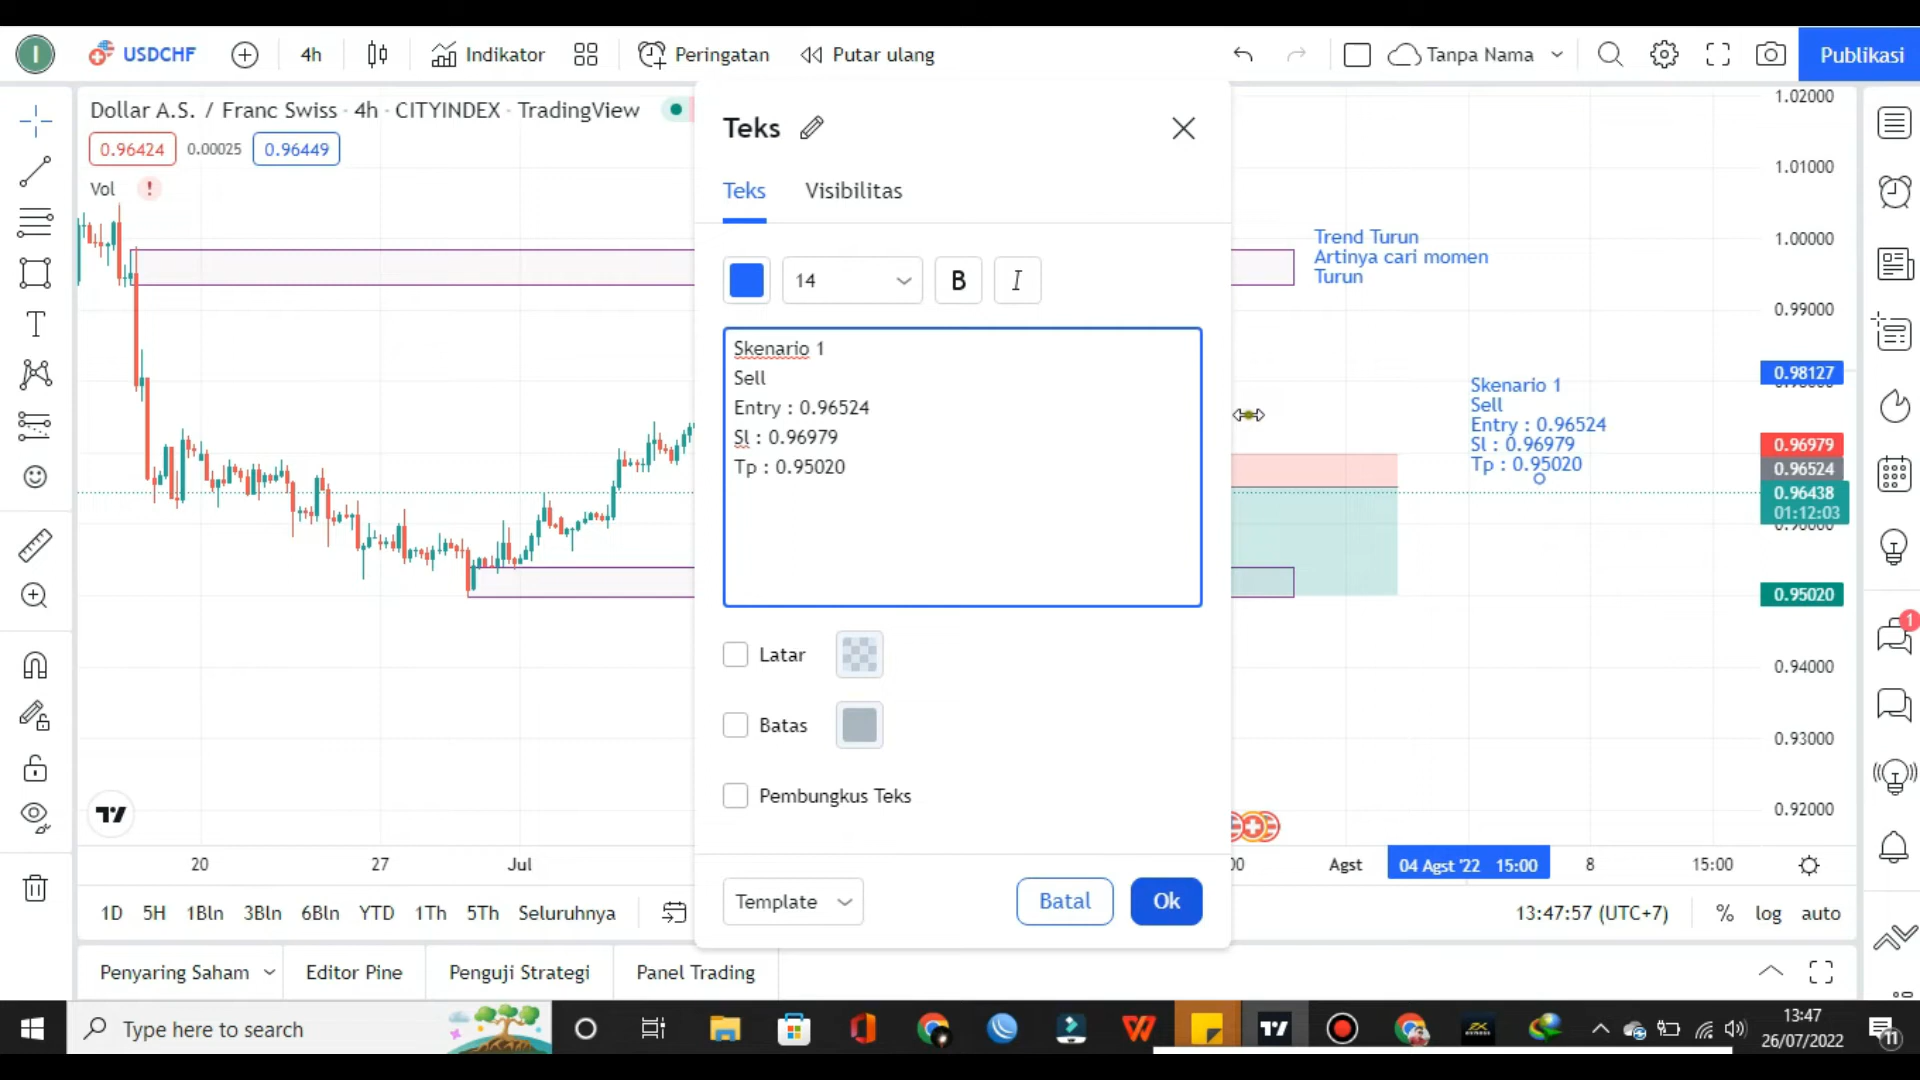 I
USDCHF
4h
Indikator
Peringatan
Putar ulang
Tanpa Nama
Publikasi
Dollar A.S. / Franc Swiss · 4h · CITYINDEX · TradingView
0.96424
0.00025
0.96449
Vol
!
Teks
Teks
Visibilitas
14
B
I
Skenario 1
Sell
Entry : 0.96524
Sl : 0.96979
Tp : 0.95020
Latar
Batas
Pembungkus Teks
Template
Batal
Ok
Trend Turun
Artinya cari momen
Turun
Skenario 1
Sell
Entry : 0.96524
Sl : 0.96979
Tp : 0.95020
1.02000
1.01000
1.00000
0.99000
0.98127
0.96979
0.96524
0.96438
01:12:03
0.95020
0.94000
0.93000
0.92000
1
20
27
Jul
Agst
04 Agst '22 15:00
8
15:00
1D
5H
1Bln
3Bln
6Bln
YTD
1Th
5Th
Seluruhnya
13:47:57 (UTC+7)
%
log
auto
Penyaring Saham
Editor Pine
Penguji Strategi
Panel Trading
Type here to search
13:47
26/07/2022
11